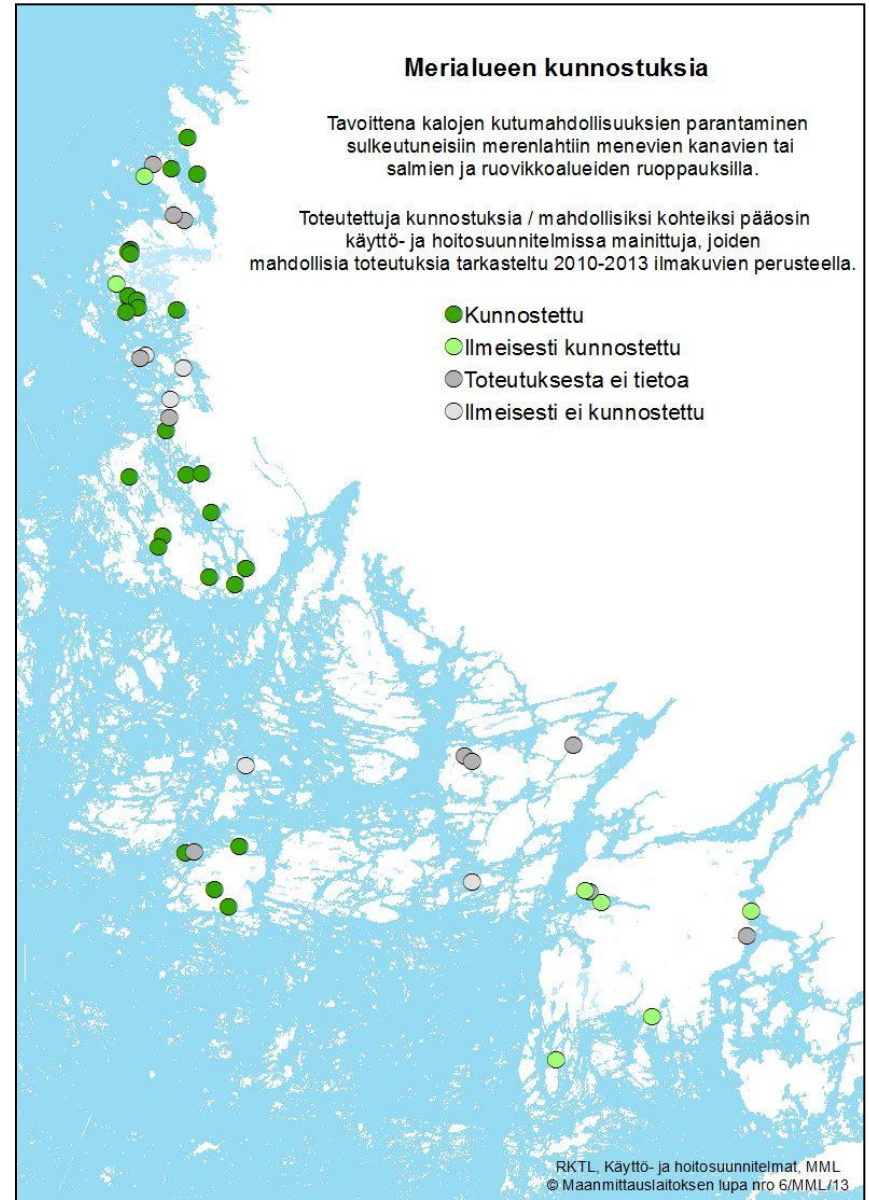 Merialueen kunnostuksia
Tavoittena kalojen kutumahdollisuuksien parantaminen
sulkeutuneisiin merenlahtiin menevien kanavien tai
salmien ja ruovikkoalueiden ruoppauksilla.
Toteutettuja kunnostuksia / mahdollisiksi kohteiksi pääosin
käyttö- ja hoitosuunnitelmissa mainittuja, joiden
mahdollisia toteutuksia tarkasteltu 2010-2013 ilmakuvien perusteella.
Kunnostettu
Ilmeisesti kunnostettu
Toteutuksesta ei tietoa
Ilmeisesti ei kunnostettu
RKTL, Käyttö- ja hoitosuunnitelmat, MML
© Maanmittauslaitoksen lupa nro 6/MML/13